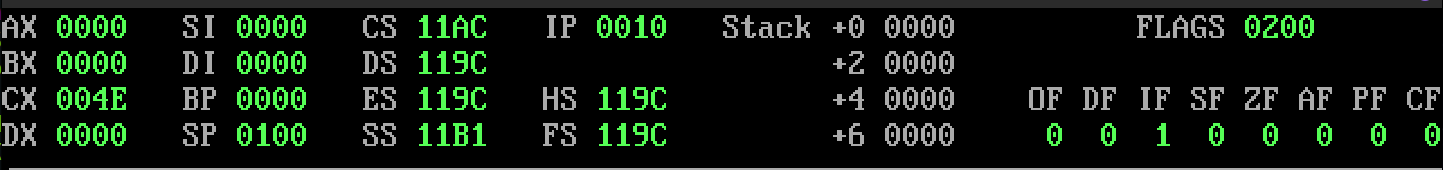 AX 0000 SI 0000 CS 11AC IP 0010 Stack +0 0000 FLAGS 0Z00
BX 0000 DI 0000 DS 119C +2 0000
CX 004E BP 0000 ES 119C HS 119C +4 0000 OF DF IF SF ZF AF PF CF
DX 0000 SP 0100 SS 11B1 FS 119C +6 0000 0 0 1 0 0 0 0 0